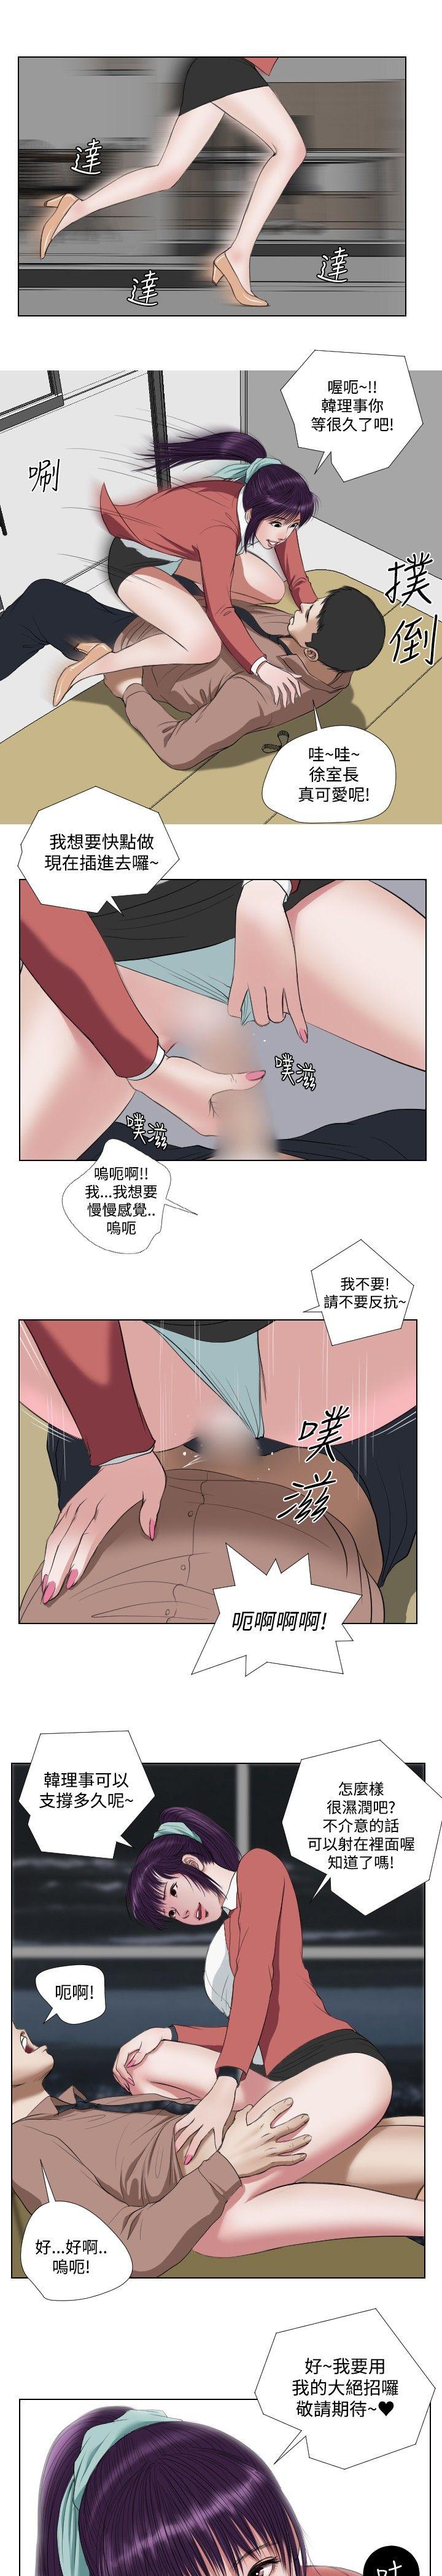 達
達
達
喔呃~!!
韓理事你
等很久了吧!
唰
撲
倒
哇~哇~
徐室長
真可愛呢!
我想要快點做
現在插進去囉~
噗滋
噗滋
嗚呃啊!!
我...我想要
慢慢感覺..
嗚呃
我不要!
請不要反抗~
噗
滋
呃啊啊啊!
韓理事可以
支撐多久呢~
怎麼樣
很濕潤吧?
不介意的話
可以射在裡面喔
知道了嗎!
呃啊!
好...好啊..
嗚呃!
好~我要用
我的大絕招囉
敬請期待~♥